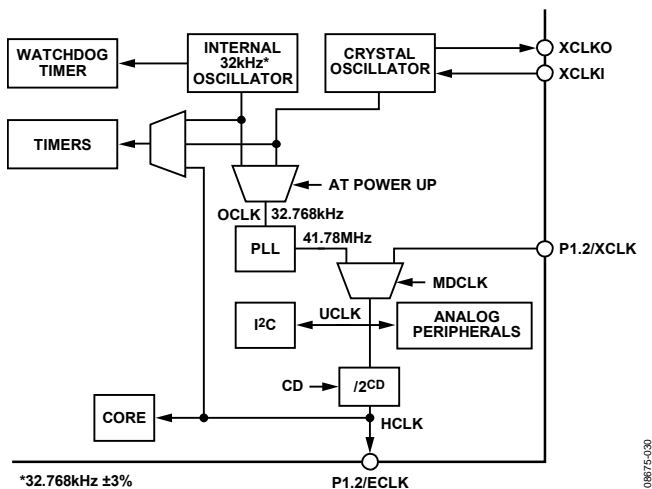 WATCHDOG
TIMER
INTERNAL
32kHz*
OSCILLATOR
CRYSTAL
OSCILLATOR
XCLKO
XCLKI
TIMERS
AT POWER UP
OCLK 32.768kHz
PLL
41.78MHz
P1.2/XCLK
MDCLK
I2C
UCLK
ANALOG
PERIPHERALS
CD
/2CD
CORE
HCLK
*32.768kHz ±3%
P1.2/ECLK
08675-030